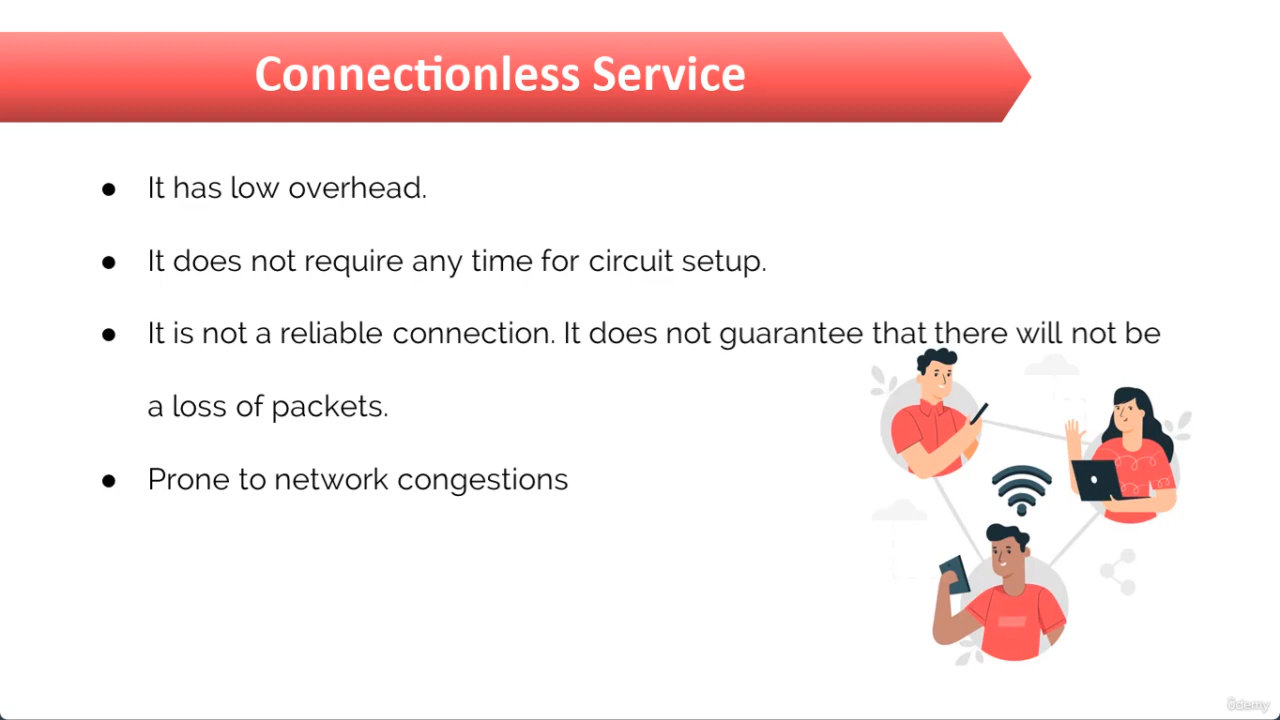 Connectionless Service
● It has low overhead.
● It does not require any time for circuit setup.
● It is not a reliable connection. It does not guarantee that there will not be
a loss of packets.
● Prone to network congestions
ûdemy